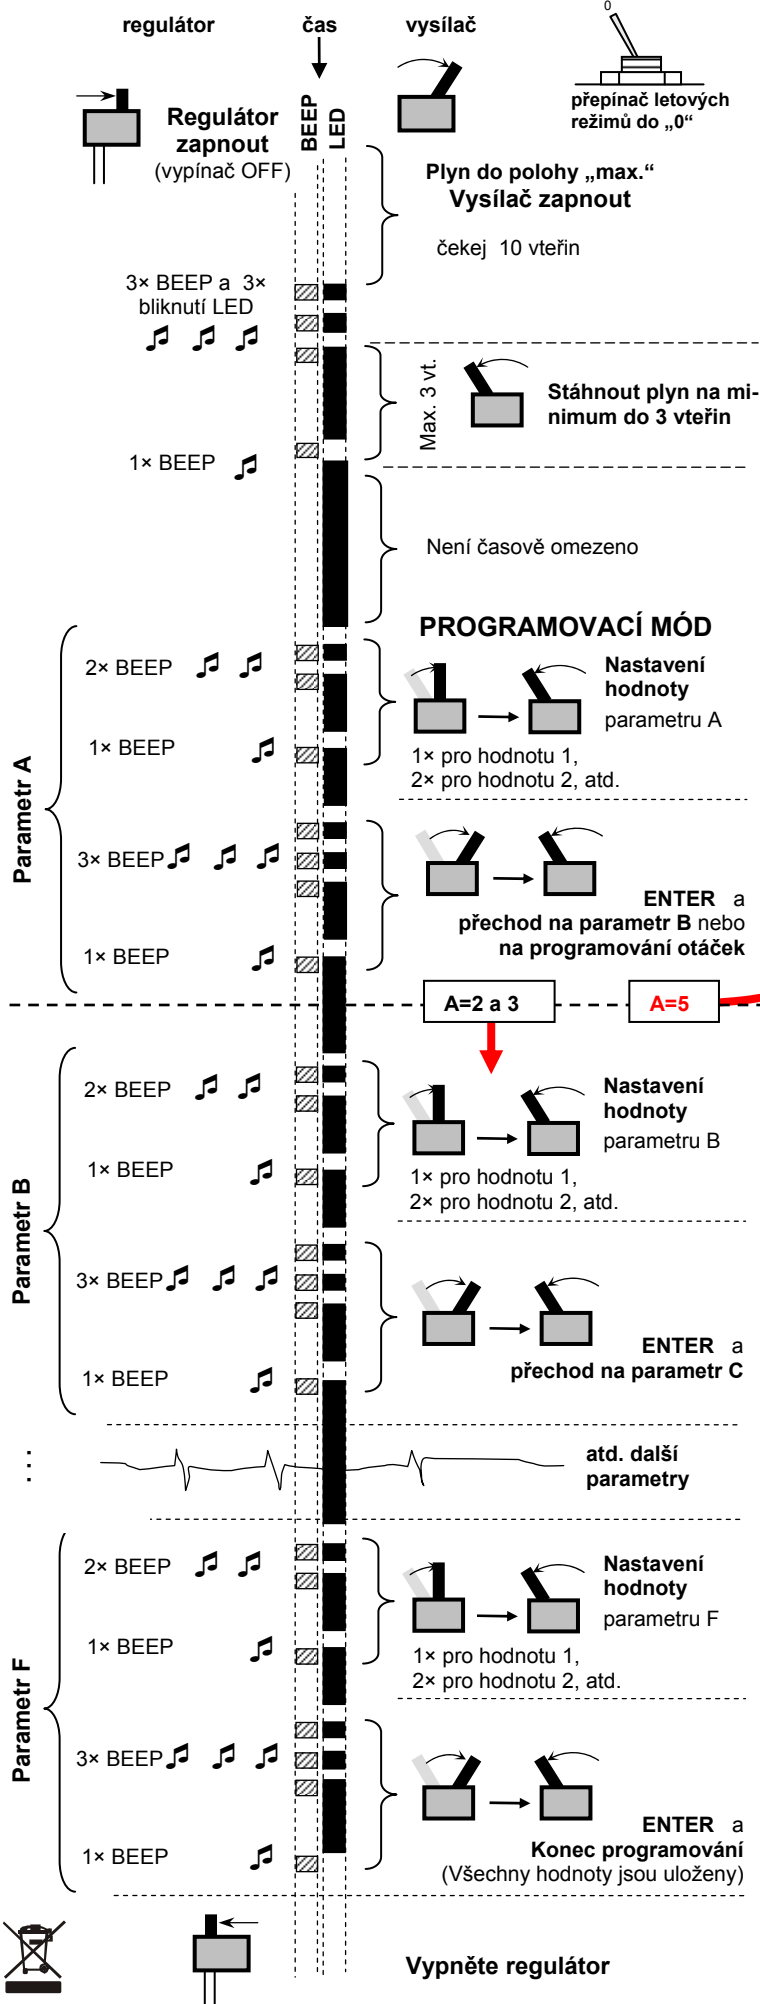 regulátor
čas
vysílač
0
přepínač letových
režimů do „0“
Regulátor
zapnout
(vypínač OFF)
BEEP
LED
Plyn do polohy „max.“
Vysílač zapnout
čekej 10 vteřin
3× BEEP a 3×
bliknutí LED
Max. 3 vt.
Stáhnout plyn na mi-
nimum do 3 vteřin
1× BEEP
Není časově omezeno
PROGRAMOVACÍ MÓD
Parametr A
2× BEEP
Nastavení
hodnoty
parametru A
1× BEEP
1× pro hodnotu 1,
2× pro hodnotu 2, atd.
3× BEEP
ENTER a
přechod na parametr B nebo
na programování otáček
1× BEEP
A=2 a 3
A=5
Parametr B
2× BEEP
Nastavení
hodnoty
parametru B
1× BEEP
1× pro hodnotu 1,
2× pro hodnotu 2, atd.
3× BEEP
ENTER a
přechod na parametr C
1× BEEP
...
atd. další
parametry
Parametr F
2× BEEP
Nastavení
hodnoty
parametru F
1× BEEP
1× pro hodnotu 1,
2× pro hodnotu 2, atd.
3× BEEP
ENTER a
Konec programování
(Všechny hodnoty jsou uloženy)
1× BEEP
Vypněte regulátor